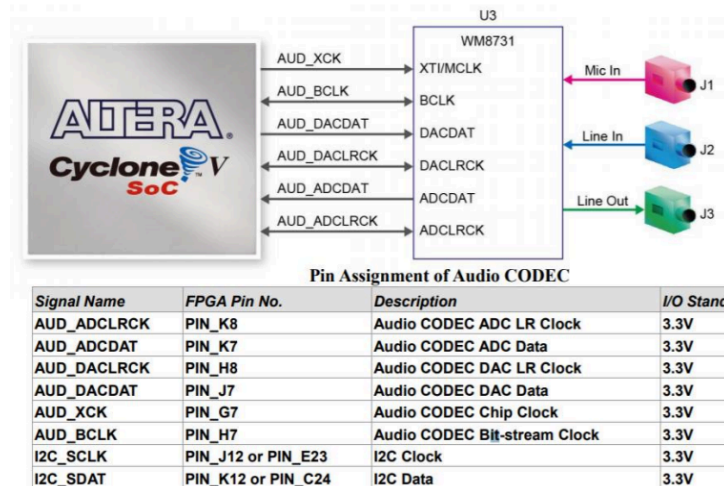 U3
WM8731
ALTERA®
Cyclone™ V
SoC
AUD_XCK
AUD_BCLK
AUD_DACDAT
AUD_DACLRCK
AUD_ADCDAT
AUD_ADCLRCK
XTI/MCLK
BCLK
DACDAT
DACLRCK
ADCDAT
ADCLRCK
Mic In
J1
Line In
J2
Line Out
J3
Pin Assignment of Audio CODEC
Signal Name FPGA Pin No. Description I/O Stand
AUD_ADCLRCK PIN_K8 Audio CODEC ADC LR Clock 3.3V
AUD_ADCDAT PIN_K7 Audio CODEC ADC Data 3.3V
AUD_DACLRCK PIN_H8 Audio CODEC DAC LR Clock 3.3V
AUD_DACDAT PIN_J7 Audio CODEC DAC Data 3.3V
AUD_XCK PIN_G7 Audio CODEC Chip Clock 3.3V
AUD_BCLK PIN_H7 Audio CODEC Bit-stream Clock 3.3V
I2C_SCLK PIN_J12 or PIN_E23 I2C Clock 3.3V
I2C_SDAT PIN_K12 or PIN_C24 I2C Data 3.3V